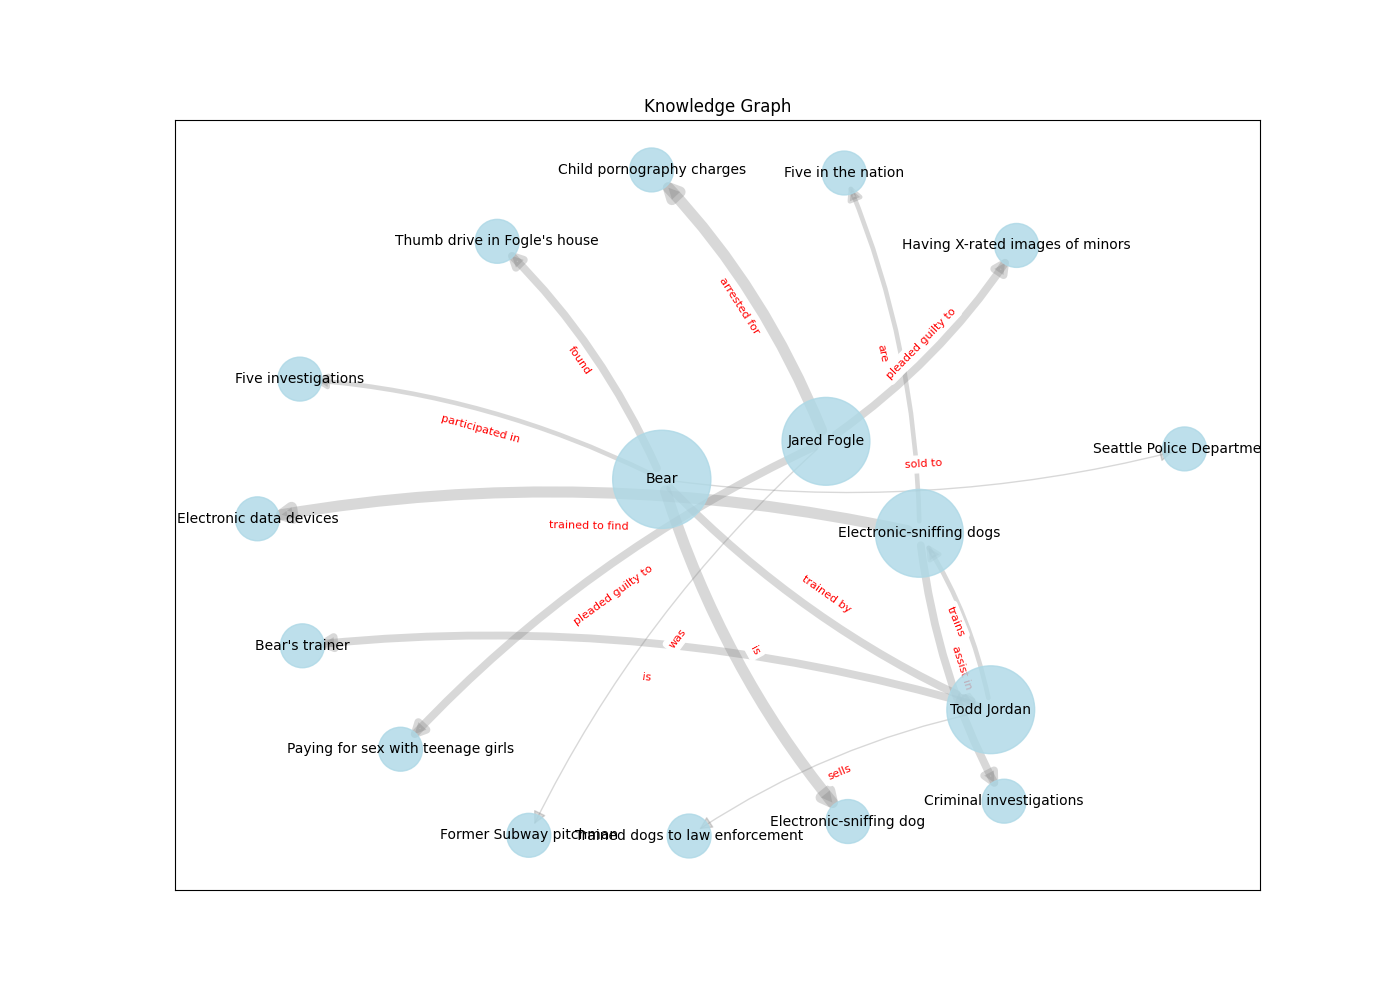 Knowledge Graph
Child pornography charges
Five in the nation
Thumb drive in Fogle's house
Having X-rated images of minors
arrested for
pleaded guilty to
are
found
Five investigations
participated in
Jared Fogle
Seattle Police Departme
sold to
Bear
Electronic data devices
trained to find
Electronic-sniffing dogs
pleaded guilty to
trained by
trains
Bear's trainer
was
is
assist in
is
Todd Jordan
Paying for sex with teenage girls
sells
Criminal investigations
Electronic-sniffing dog
Former Subway pitchman
Trained dogs to law enforcement